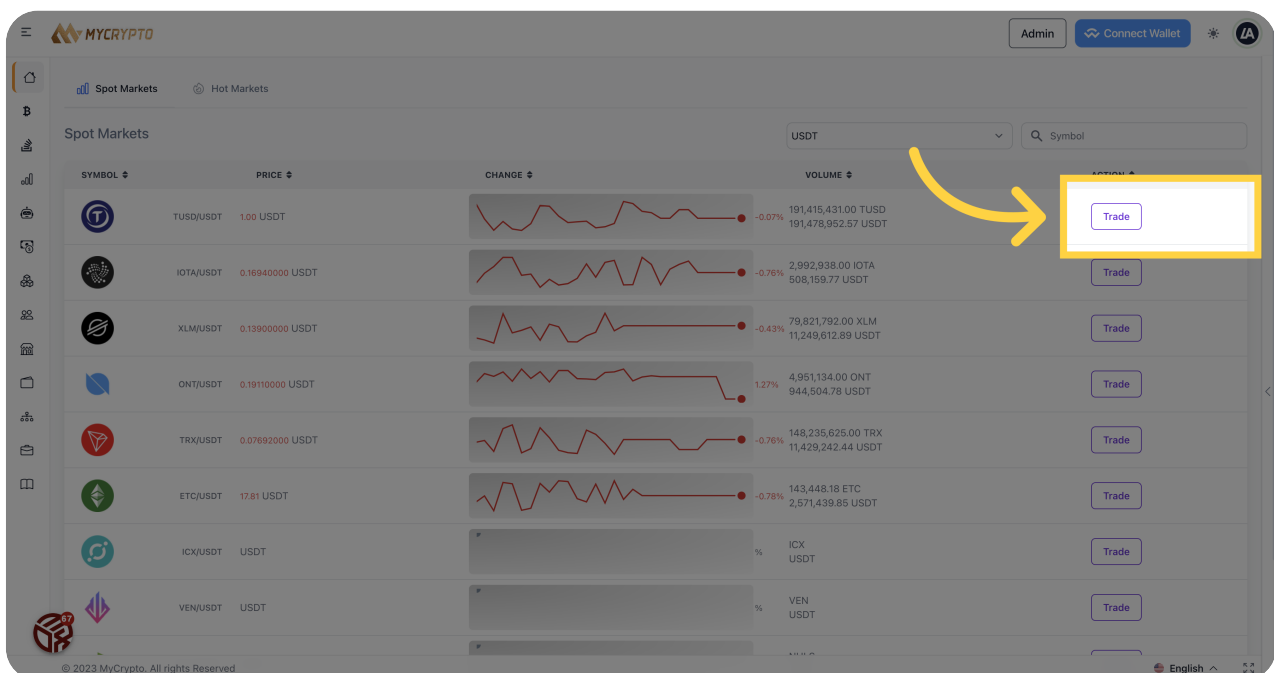 MYCRYPTO
Admin
Connect Wallet
Spot Markets
Hot Markets
Spot Markets
USDT
Symbol
SYMBOL PRICE CHANGE VOLUME ACTION
TUSD/USDT 1.00 USDT -0.07% 191,415,431.00 TUSD
191,478,952.57 USDT
Trade
IOTA/USDT 0.16940000 USDT -0.76% 2,992,938.00 IOTA
508,159.77 USDT
Trade
XLM/USDT 0.13900000 USDT -0.43% 79,821,792.00 XLM
11,249,612.89 USDT
Trade
ONT/USDT 0.19110000 USDT 1.27% 4,951,134.00 ONT
944,504.78 USDT
Trade
TRX/USDT 0.07692000 USDT -0.76% 148,235,625.00 TRX
11,429,242.44 USDT
Trade
ETC/USDT 17.81 USDT -0.78% 143,448.18 ETC
2,571,439.85 USDT
Trade
ICX/USDT USDT % ICX
USDT
Trade
VEN/USDT USDT % VEN
USDT
Trade
67
© 2023 MyCrypto. All rights Reserved
English